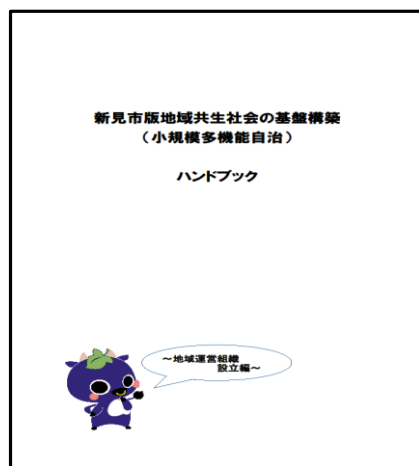 新見市版地域共生社会の基盤構築
（小規模多機能自治）
ハンドブック
～地域運営組織
設立編～